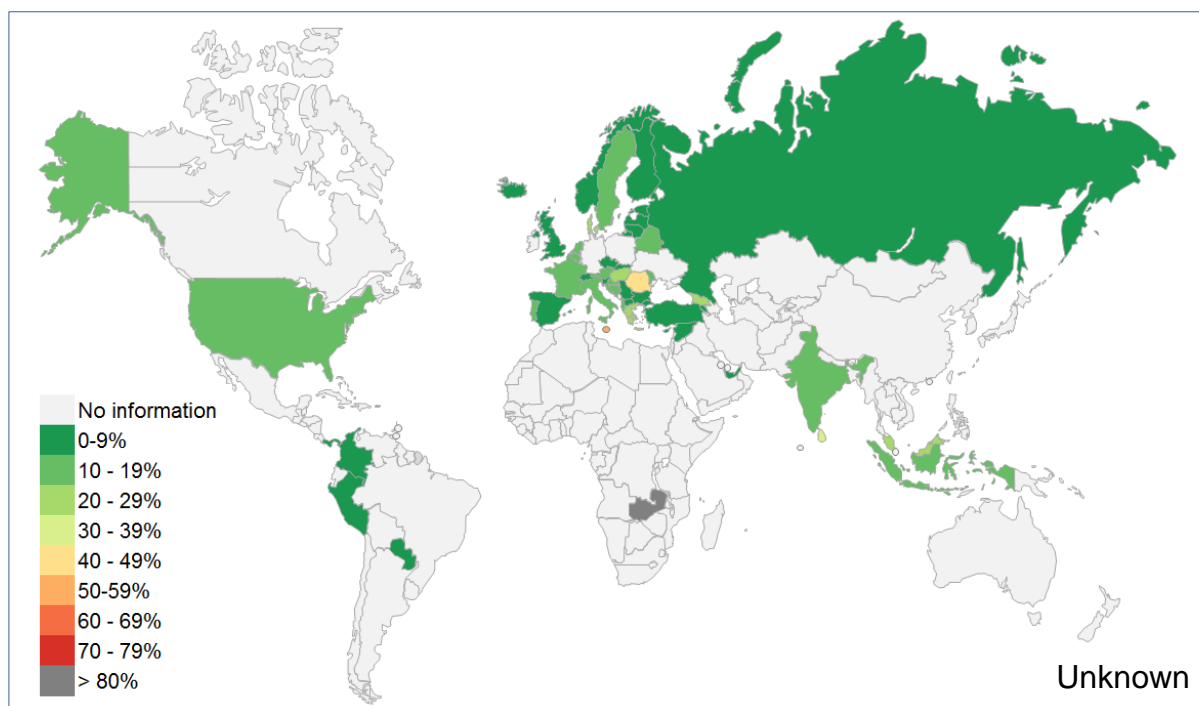 No information
0-9%
10 - 19%
20 - 29%
30 - 39%
40 - 49%
50-59%
60 - 69%
70 - 79%
> 80%
Unknown